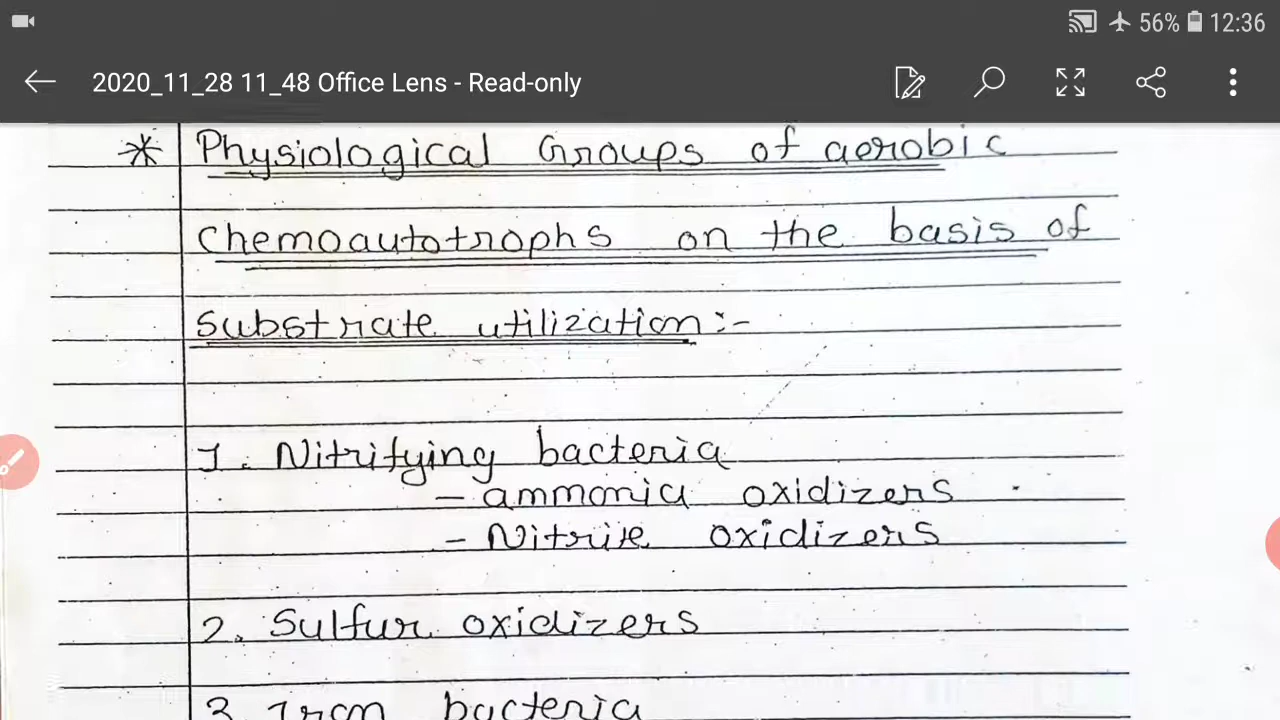 56% 12:36
2020_11_28 11_48 Office Lens - Read-only
* Physiological Groups of aerobic
chemoautotrophs on the basis of
substrate utilization:-
1. Nitrifying bacteria
- ammonia oxidizers
- Nitrite oxidizers
2. Sulfur oxidizers
3. Iron bacteria